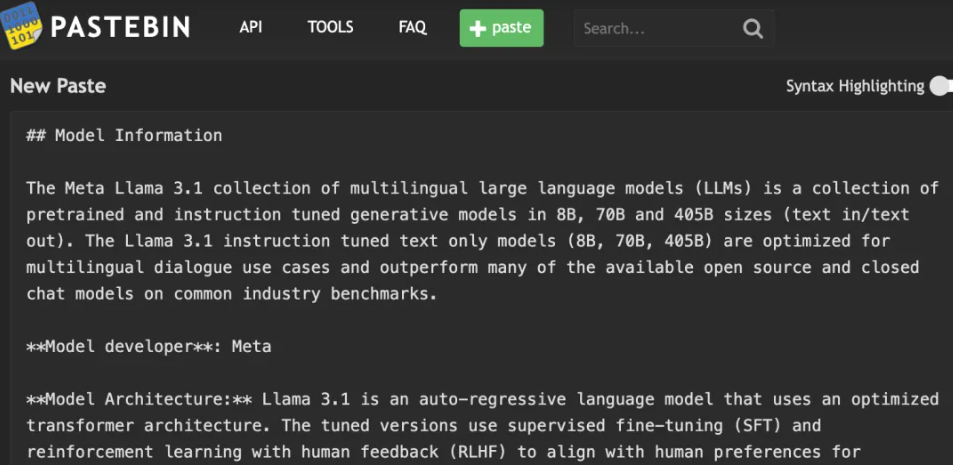 0011
1000
101
PASTEBIN API TOOLS FAQ + paste Search...
New Paste Syntax Highlighting
## Model Information
The Meta Llama 3.1 collection of multilingual large language models (LLMs) is a collection of
pretrained and instruction tuned generative models in 8B, 70B and 405B sizes (text in/text
out). The Llama 3.1 instruction tuned text only models (8B, 70B, 405B) are optimized for
multilingual dialogue use cases and outperform many of the available open source and closed
chat models on common industry benchmarks.
**Model developer**: Meta
**Model Architecture:** Llama 3.1 is an auto-regressive language model that uses an optimized
transformer architecture. The tuned versions use supervised fine-tuning (SFT) and
reinforcement learning with human feedback (RLHF) to align with human preferences for